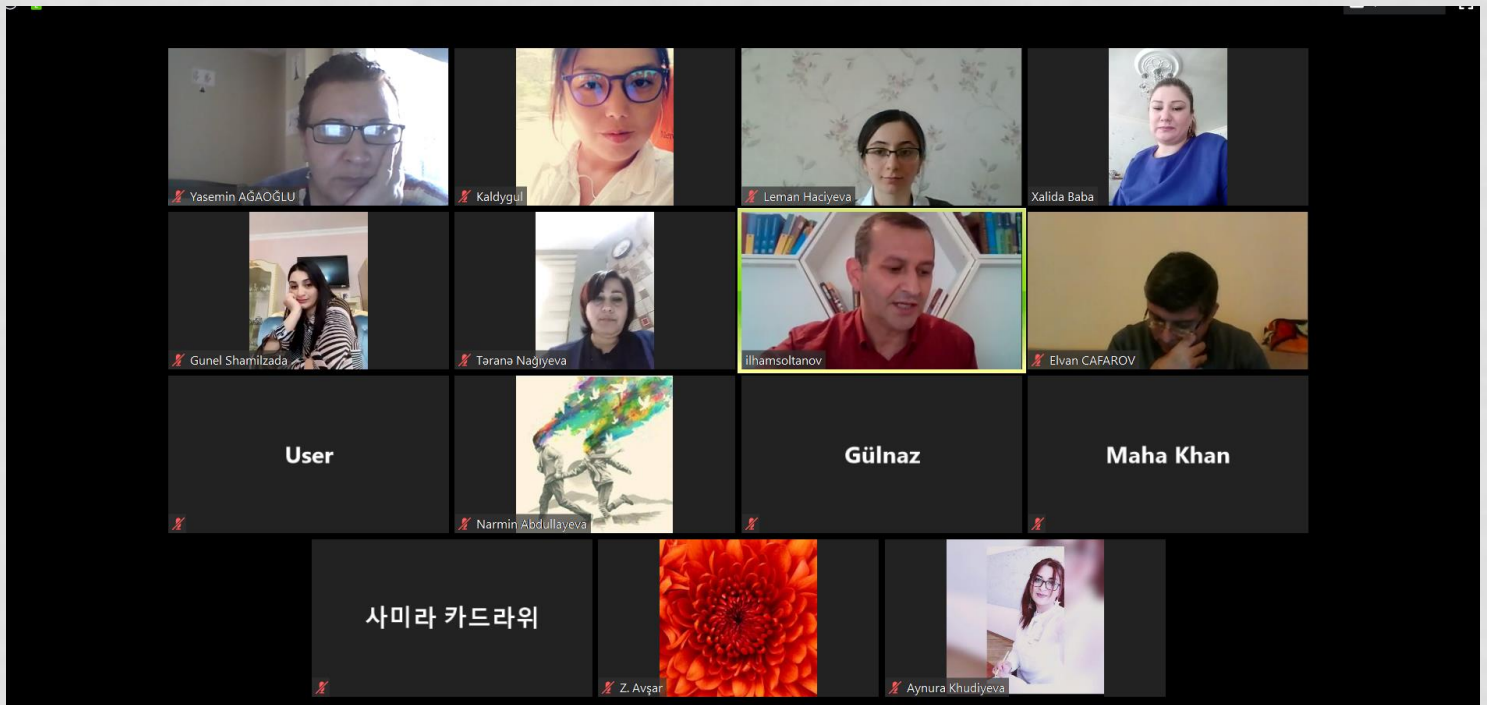 Yasemin AĞAOĞLU
Kaldygul
Leman Haciyeva
Xalida Baba
Gunel Shamilzada
Təranə Nağıyeva
ilhamsoltanov
Elvan CAFAROV
User
Narmin Abdullayeva
Gülnaz
Maha Khan
사미라 카드라위
Z. Avşar
Aynura Khudiyeva